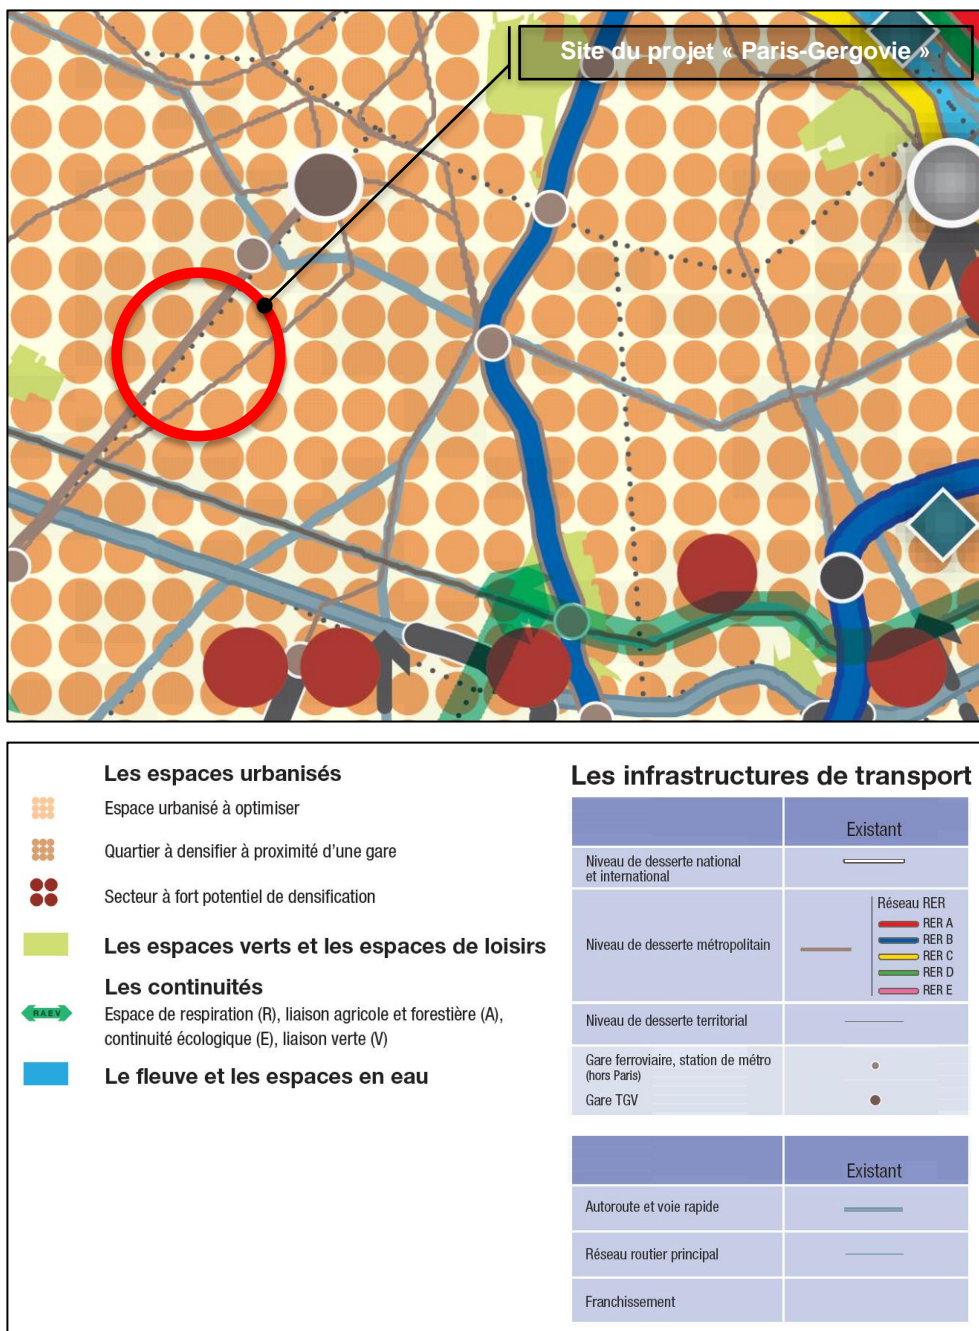 Site du projet « Paris-Gergovie »
Les espaces urbanisés
Espace urbanisé à optimiser
Quartier à densifier à proximité d'une gare
Secteur à fort potentiel de densification
Les espaces verts et les espaces de loisirs
Les continuités
RAEV
Espace de respiration (R), liaison agricole et forestière (A),
continuité écologique (E), liaison verte (V)
Le fleuve et les espaces en eau
Les infrastructures de transport
Existant
Niveau de desserte national
et international
Niveau de desserte métropolitain
Réseau RER
RER A
RER B
RER C
RER D
RER E
Niveau de desserte territorial
Gare ferroviaire, station de métro
(hors Paris)
Gare TGV
Existant
Autoroute et voie rapide
Réseau routier principal
Franchissement